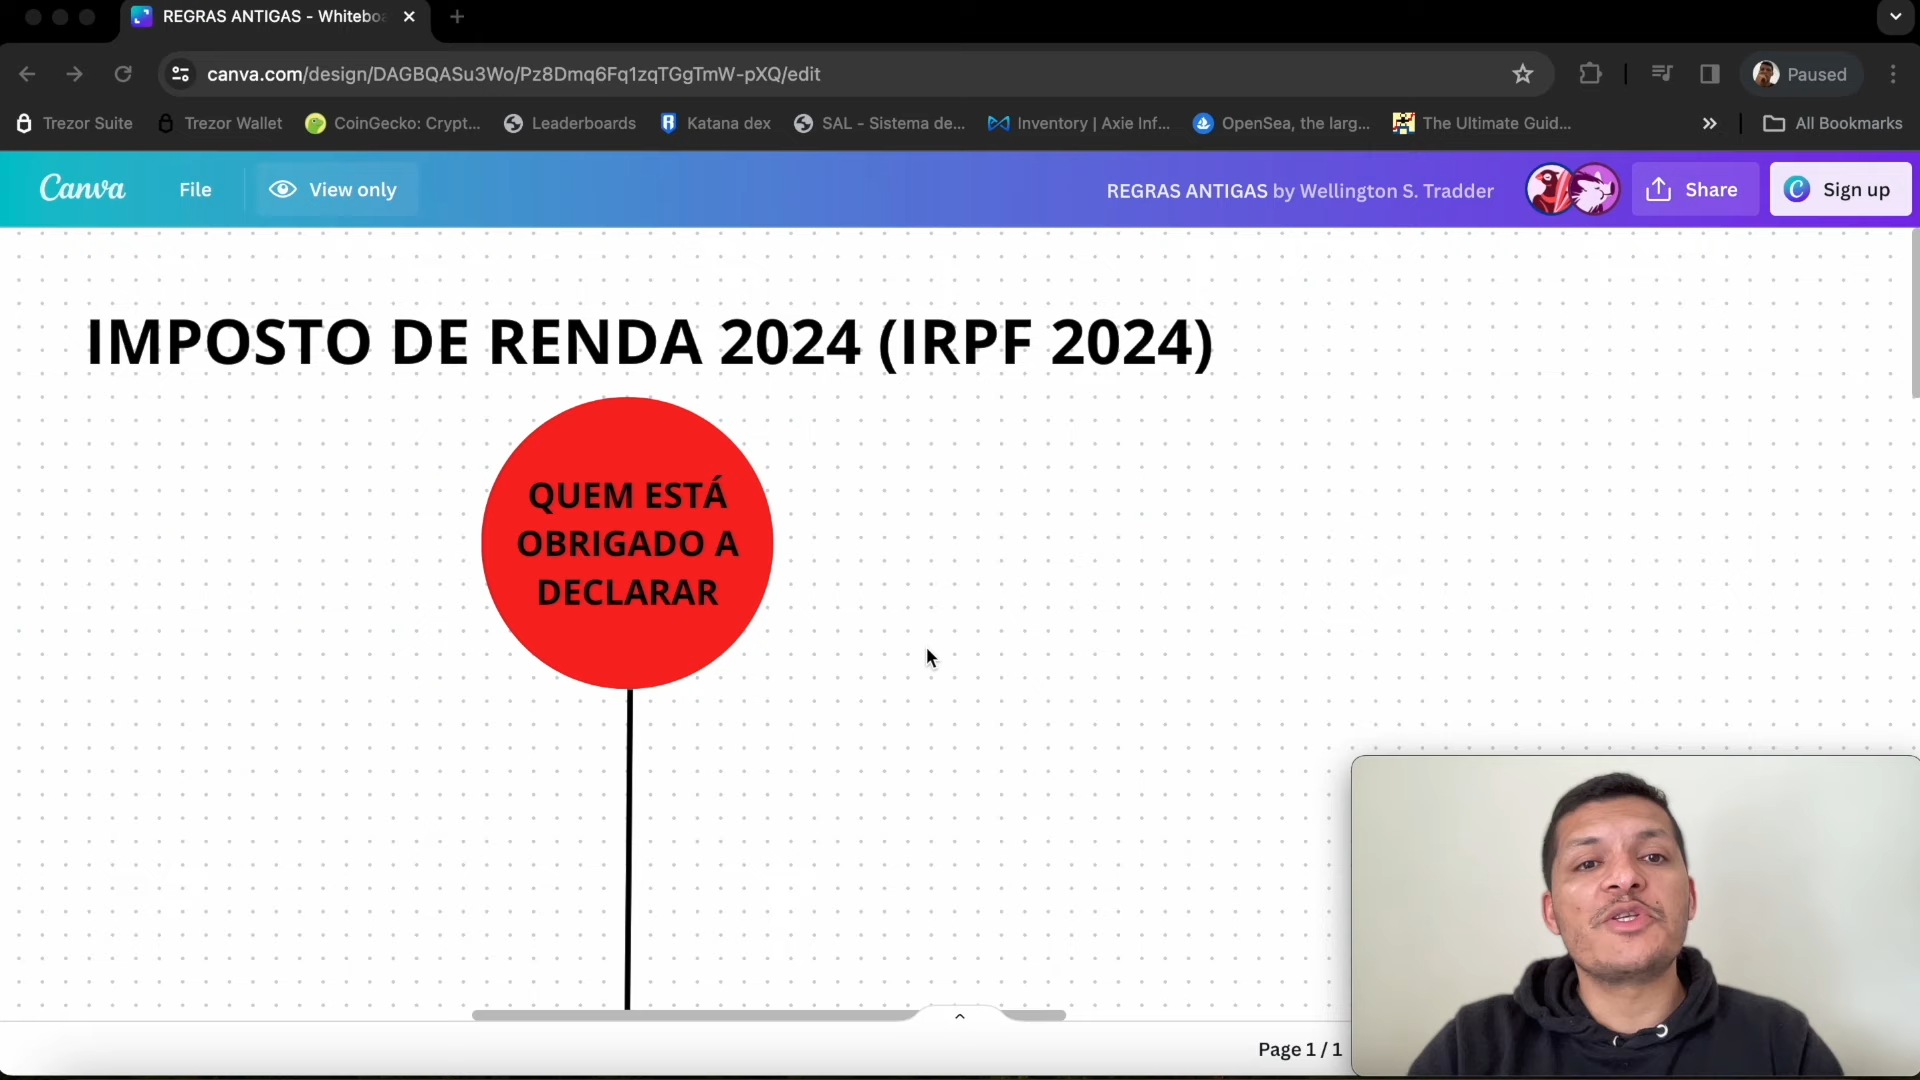 REGRAS ANTIGAS - Whitebo
canva.com/design/DAGBQASu3Wo/Pz8Dmq6Fq1zqTGgTmW-pXQ/edit
Paused
Trezor Suite
Trezor Wallet
CoinGecko: Crypt...
Leaderboards
Katana dex
SAL - Sistema de...
Inventory | Axie Inf...
OpenSea, the larg...
The Ultimate Guid...
All Bookmarks
Canva
File
View only
REGRAS ANTIGAS by Wellington S. Tradder
Share
Sign up
IMPOSTO DE RENDA 2024 (IRPF 2024)
QUEM ESTÁ
OBRIGADO A
DECLARAR
Page 1 / 1